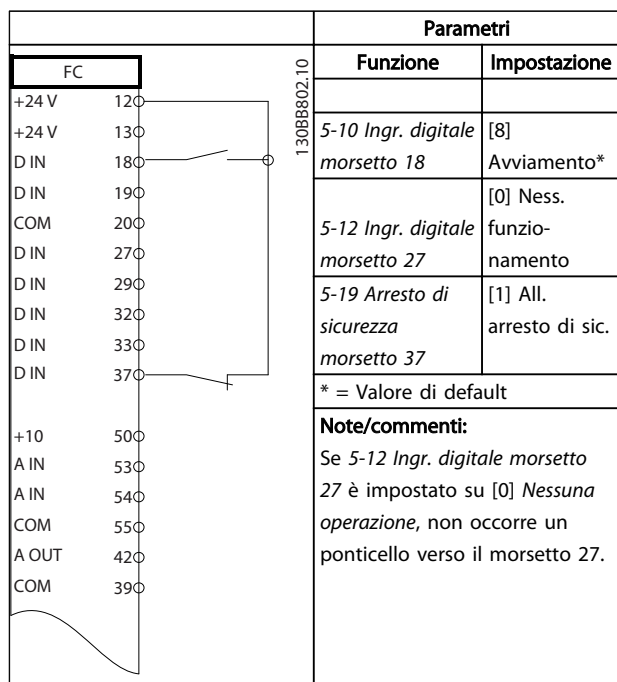 FC
+24 V 12
+24 V 13
D IN 18
D IN 19
COM 20
D IN 27
D IN 29
D IN 32
D IN 33
D IN 37
+10 50
A IN 53
A IN 54
COM 55
A OUT 42
COM 39
130BB802.10
Parametri
Funzione Impostazione
5-10 Ingr. digitale morsetto 18
[8] Avviamento*
5-12 Ingr. digitale morsetto 27
[0] Ness. funzio-
namento
5-19 Arresto di sicurezza morsetto 37
[1] All. arresto di sic.
* = Valore di default
Note/commenti:
Se 5-12 Ingr. digitale morsetto
27 è impostato su [0] Nessuna
operazione, non occorre un
ponticello verso il morsetto 27.